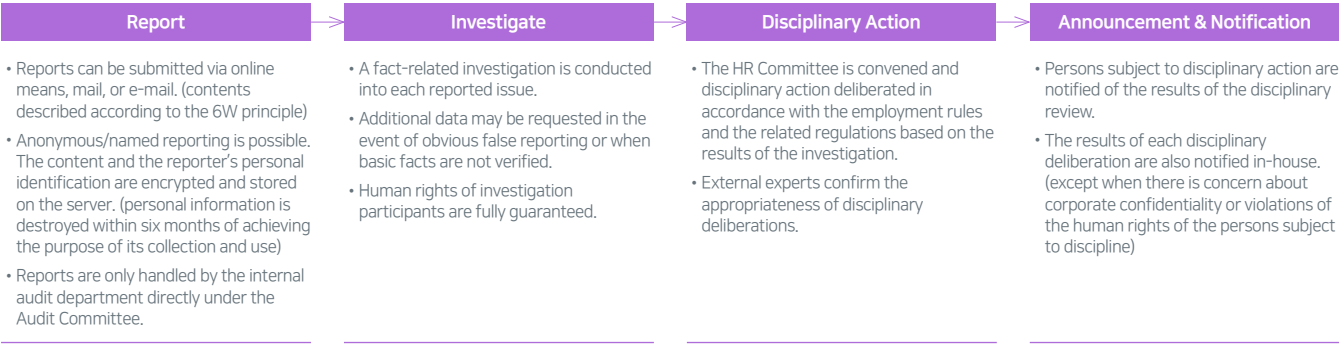 Report
• Reports can be submitted via online
means, mail, or e-mail. (contents
described according to the 6W principle)
• Anonymous/named reporting is possible.
The content and the reporter's personal
identification are encrypted and stored
on the server. (personal information is
destroyed within six months of achieving
the purpose of its collection and use)
• Reports are only handled by the internal
audit department directly under the
Audit Committee.
Investigate
• A fact-related investigation is conducted
into each reported issue.
• Additional data may be requested in the
event of obvious false reporting or when
basic facts are not verified.
• Human rights of investigation
participants are fully guaranteed.
Disciplinary Action
• The HR Committee is convened and
disciplinary action deliberated in
accordance with the employment rules
and the related regulations based on the
results of the investigation.
• External experts confirm the
appropriateness of disciplinary
deliberations.
Announcement & Notification
• Persons subject to disciplinary action are
notified of the results of the disciplinary
review.
• The results of each disciplinary
deliberation are also notified in-house.
(except when there is concern about
corporate confidentiality or violations of
the human rights of the persons subject
to discipline)